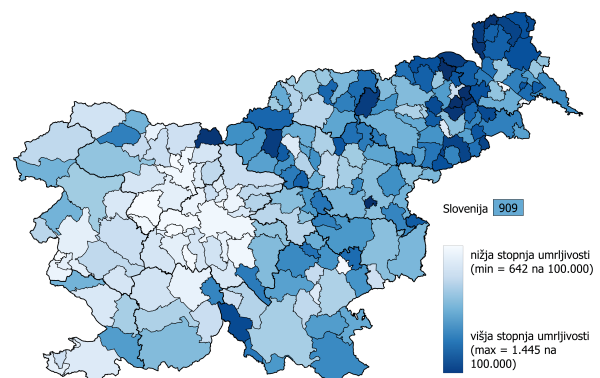 Slovenija 909
nižja stopnja umrljivosti
(min = 642 na 100.000)
višja stopnja umrljivosti
(max = 1.445 na
100.000)